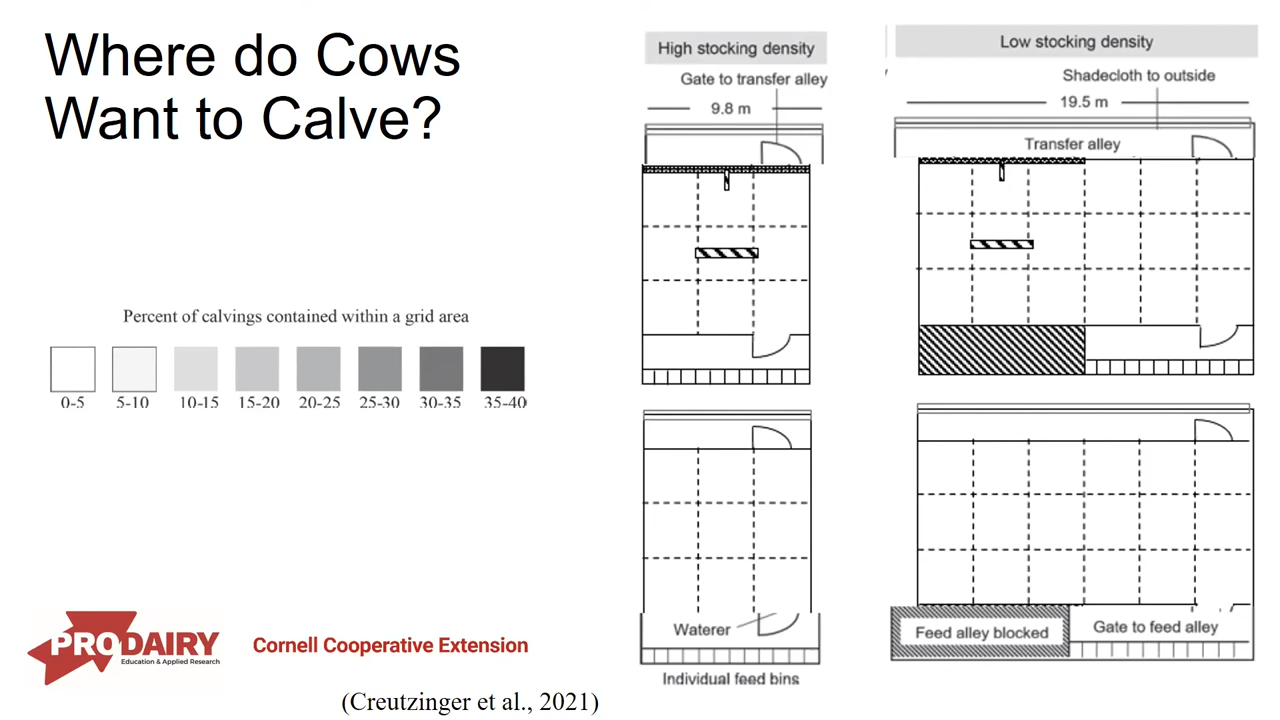 Where do Cows
Want to Calve?
Percent of calvings contained within a grid area
0-5 5-10 10-15 15-20 20-25 25-30 30-35 35-40
High stocking density
Gate to transfer alley
9.8 m
Low stocking density
Shadecloth to outside
19.5 m
Transfer alley
Waterer
Individual feed bins
Feed alley blocked
Gate to feed alley
PRODAIRY
Education & Applied Research
Cornell Cooperative Extension
(Creutzinger et al., 2021)